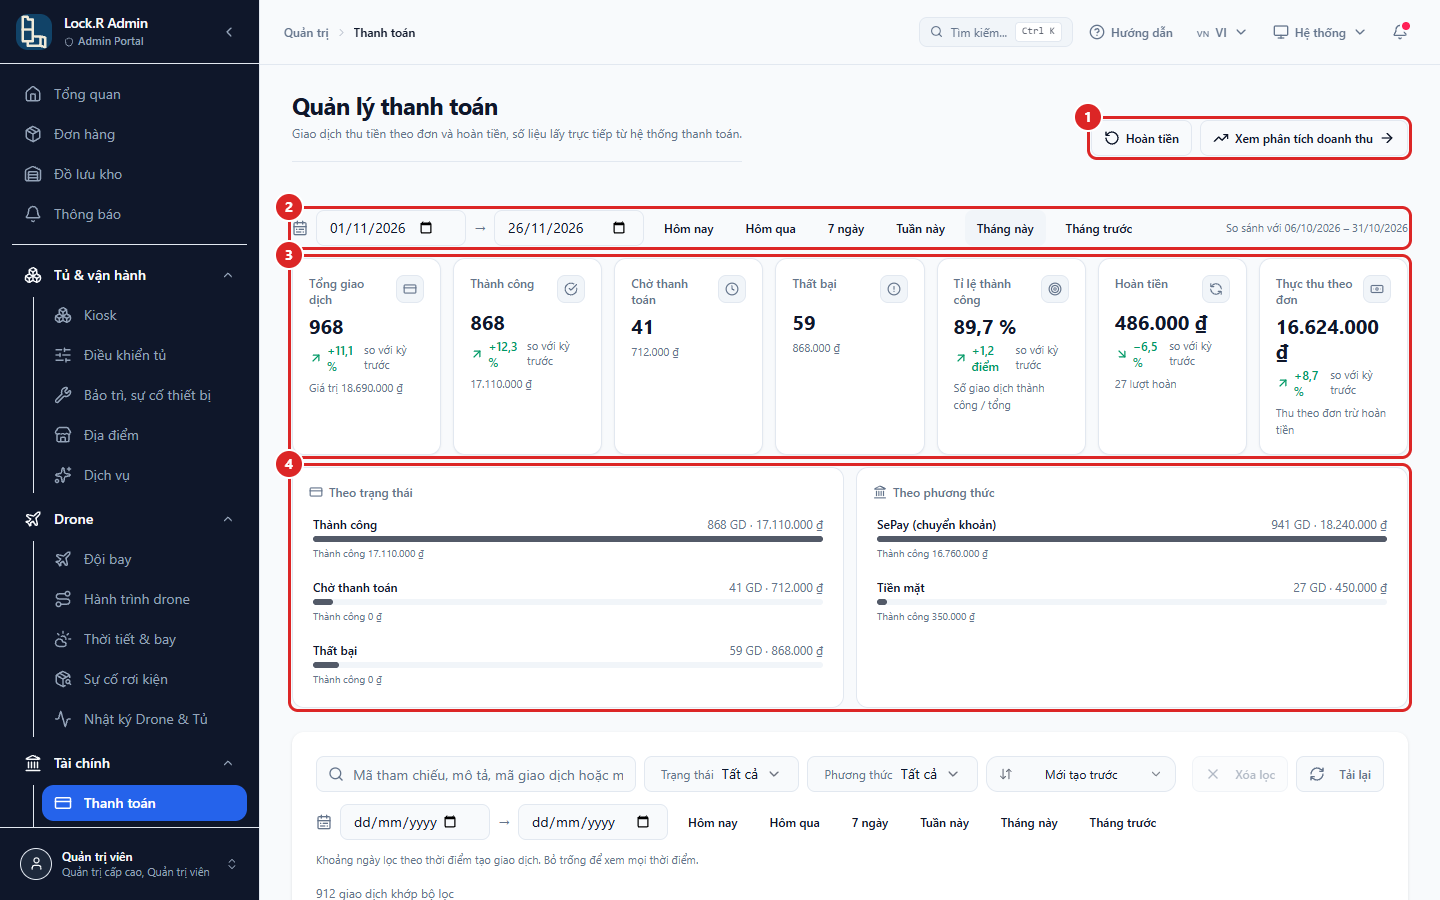 Lock.R Admin
Admin Portal
Tổng quan
Đơn hàng
Đồ lưu kho
Thông báo
Tủ & vận hành
Kiosk
Điều khiển tủ
Bảo trì, sự cố thiết bị
Địa điểm
Dịch vụ
Drone
Đội bay
Hành trình drone
Thời tiết & bay
Sự cố rơi kiện
Nhật ký Drone & Tủ
Tài chính
Thanh toán
Quản trị viên
Quản trị cấp cao, Quản trị viên
Quản trị > Thanh toán
Tìm kiếm... Ctrl K
Hướng dẫn
VN VI
Hệ thống
Quản lý thanh toán
Giao dịch thu tiền theo đơn và hoàn tiền, số liệu lấy trực tiếp từ hệ thống thanh toán.
1
Hoàn tiền
Xem phân tích doanh thu →
2
01/11/2026 → 26/11/2026 Hôm nay Hôm qua 7 ngày Tuần này Tháng này Tháng trước So sánh với 06/10/2026 – 31/10/2026
3
Tổng giao
dịch
968
+11,1
%
so với kỳ
trước
Giá trị 18.690.000 ₫
Thành công
868
+12,3
%
so với kỳ
trước
17.110.000 ₫
Chờ thanh
toán
41
712.000 ₫
Thất bại
59
868.000 ₫
Tỉ lệ thành
công
89,7 %
+1,2
điểm
so với kỳ
trước
Số giao dịch thành
công / tổng
Hoàn tiền
486.000 ₫
−6,5
%
so với kỳ
trước
27 lượt hoàn
Thực thu theo
đơn
16.624.000
₫
+8,7
%
so với kỳ
trước
Thu theo đơn trừ hoàn
tiền
4
Theo trạng thái
Thành công 868 GD · 17.110.000 ₫
Thành công 17.110.000 ₫
Chờ thanh toán 41 GD · 712.000 ₫
Thành công 0 ₫
Thất bại 59 GD · 868.000 ₫
Thành công 0 ₫
Theo phương thức
SePay (chuyển khoản) 941 GD · 18.240.000 ₫
Thành công 16.760.000 ₫
Tiền mặt 27 GD · 450.000 ₫
Thành công 350.000 ₫
Mã tham chiếu, mô tả, mã giao dịch hoặc m
Trạng thái Tất cả
Phương thức Tất cả
Mới tạo trước
Xóa lọc
Tải lại
dd/mm/yyyy → dd/mm/yyyy Hôm nay Hôm qua 7 ngày Tuần này Tháng này Tháng trước
Khoảng ngày lọc theo thời điểm tạo giao dịch. Bỏ trống để xem mọi thời điểm.
912 giao dịch khớp bộ lọc